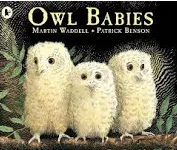 OWL BABIES
MARTIN WADDELL • PATRICK BENSON